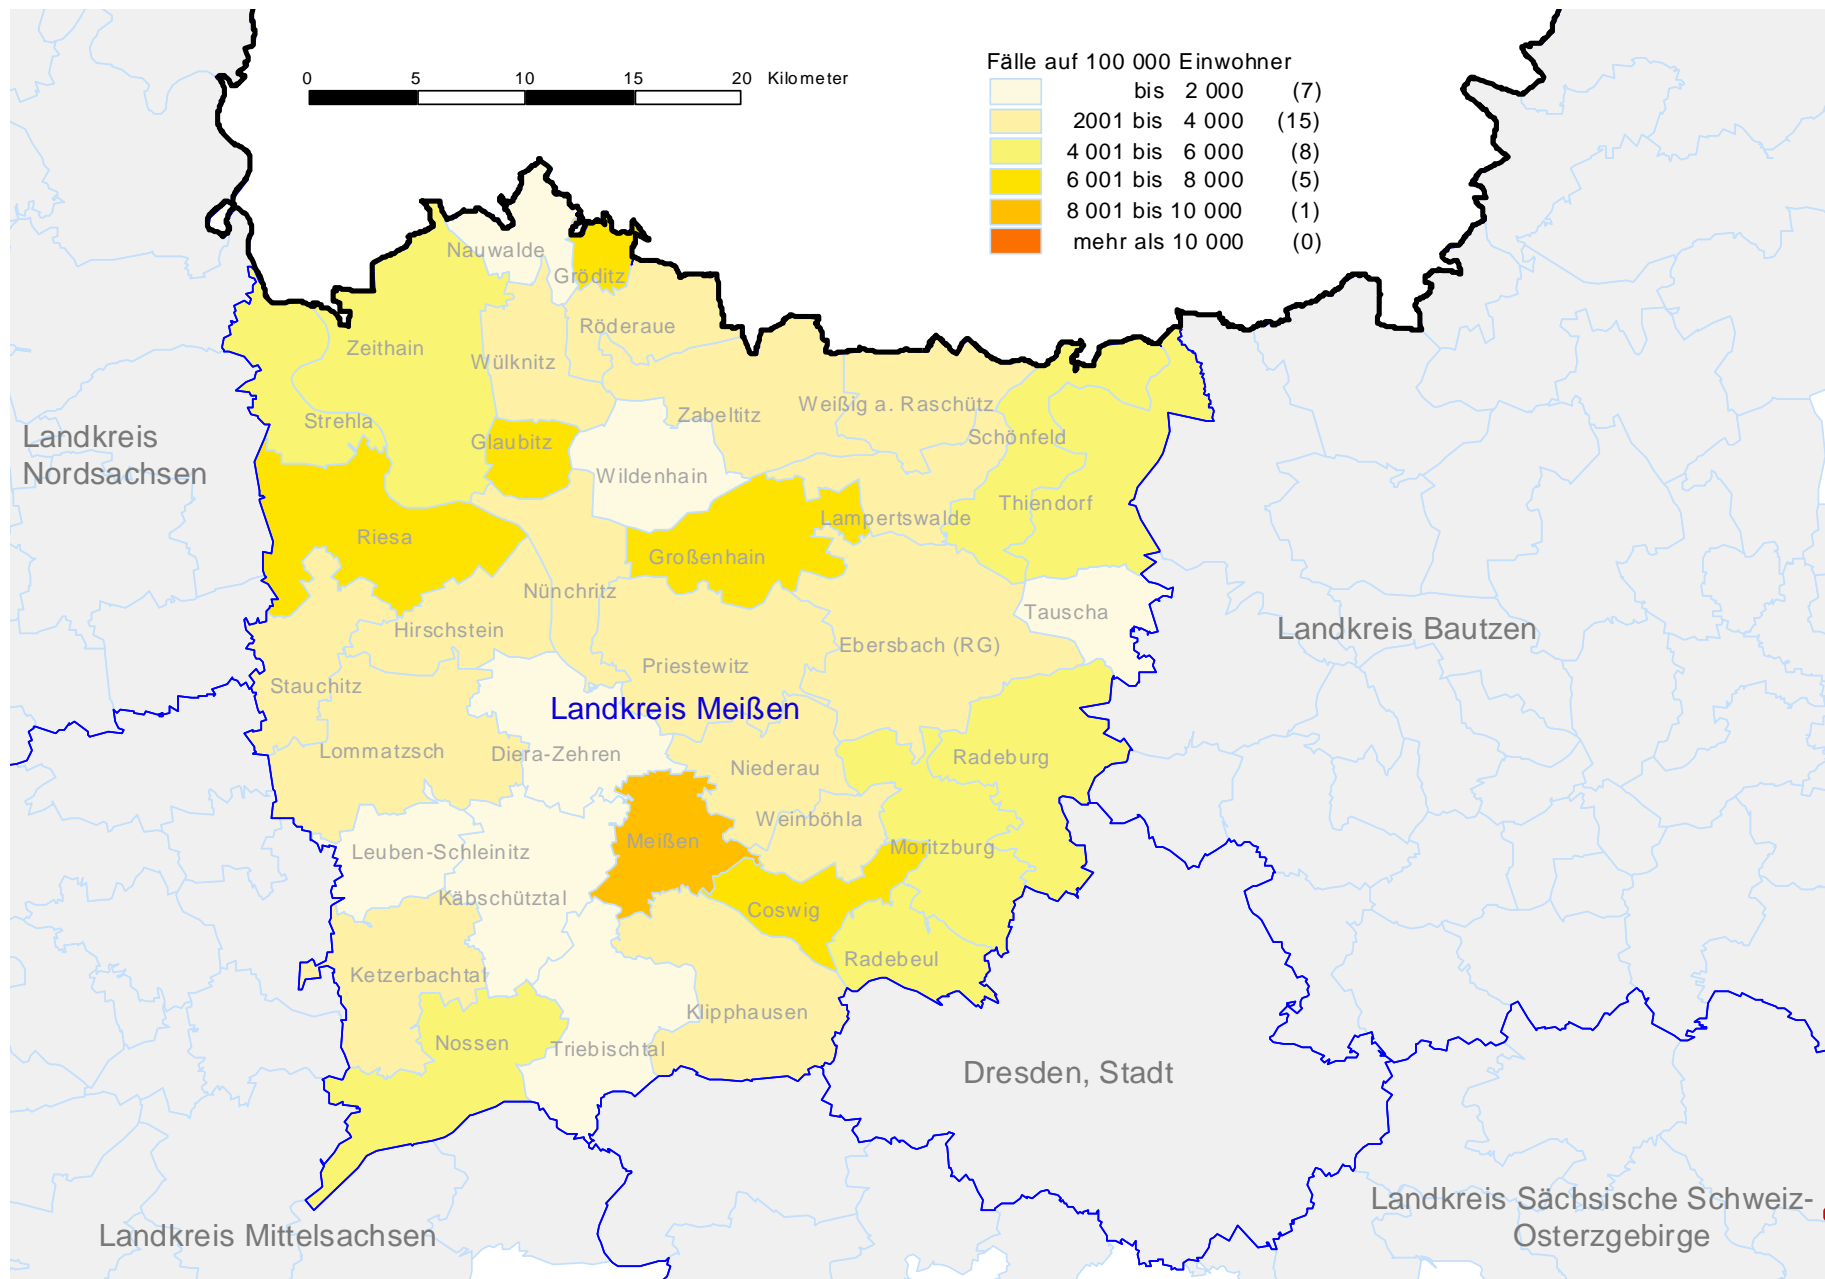 0 5 10 15 20 Kilometer
Fälle auf 100 000 Einwohner
bis 2 000 (7)
2001 bis 4 000 (15)
4 001 bis 6 000 (8)
6 001 bis 8 000 (5)
8 001 bis 10 000 (1)
mehr als 10 000 (0)
Nauwalde
Gröditz
Röderaue
Zeithain
Wülknitz
Weißig a. Raschütz
Zabeltitz
Strehla
Landkreis
Nordsachsen
Glaubitz
Schönfeld
Wildenhain
Thiendorf
Lampertswalde
Riesa
Großenhain
Nünchritz
Tauscha
Hirschstein
Landkreis Bautzen
Ebersbach (RG)
Priestewitz
Stauchitz
Landkreis Meißen
Lommatzsch
Diera-Zehren
Radeburg
Niederau
Weinböhla
Meißen
Moritzburg
Leuben-Schleinitz
Käbschütztal
Coswig
Radebeul
Ketzerbachtal
Klipphausen
Nossen
Triebischtal
Dresden, Stadt
Landkreis Sächsische Schweiz-
Osterzgebirge
Landkreis Mittelsachsen